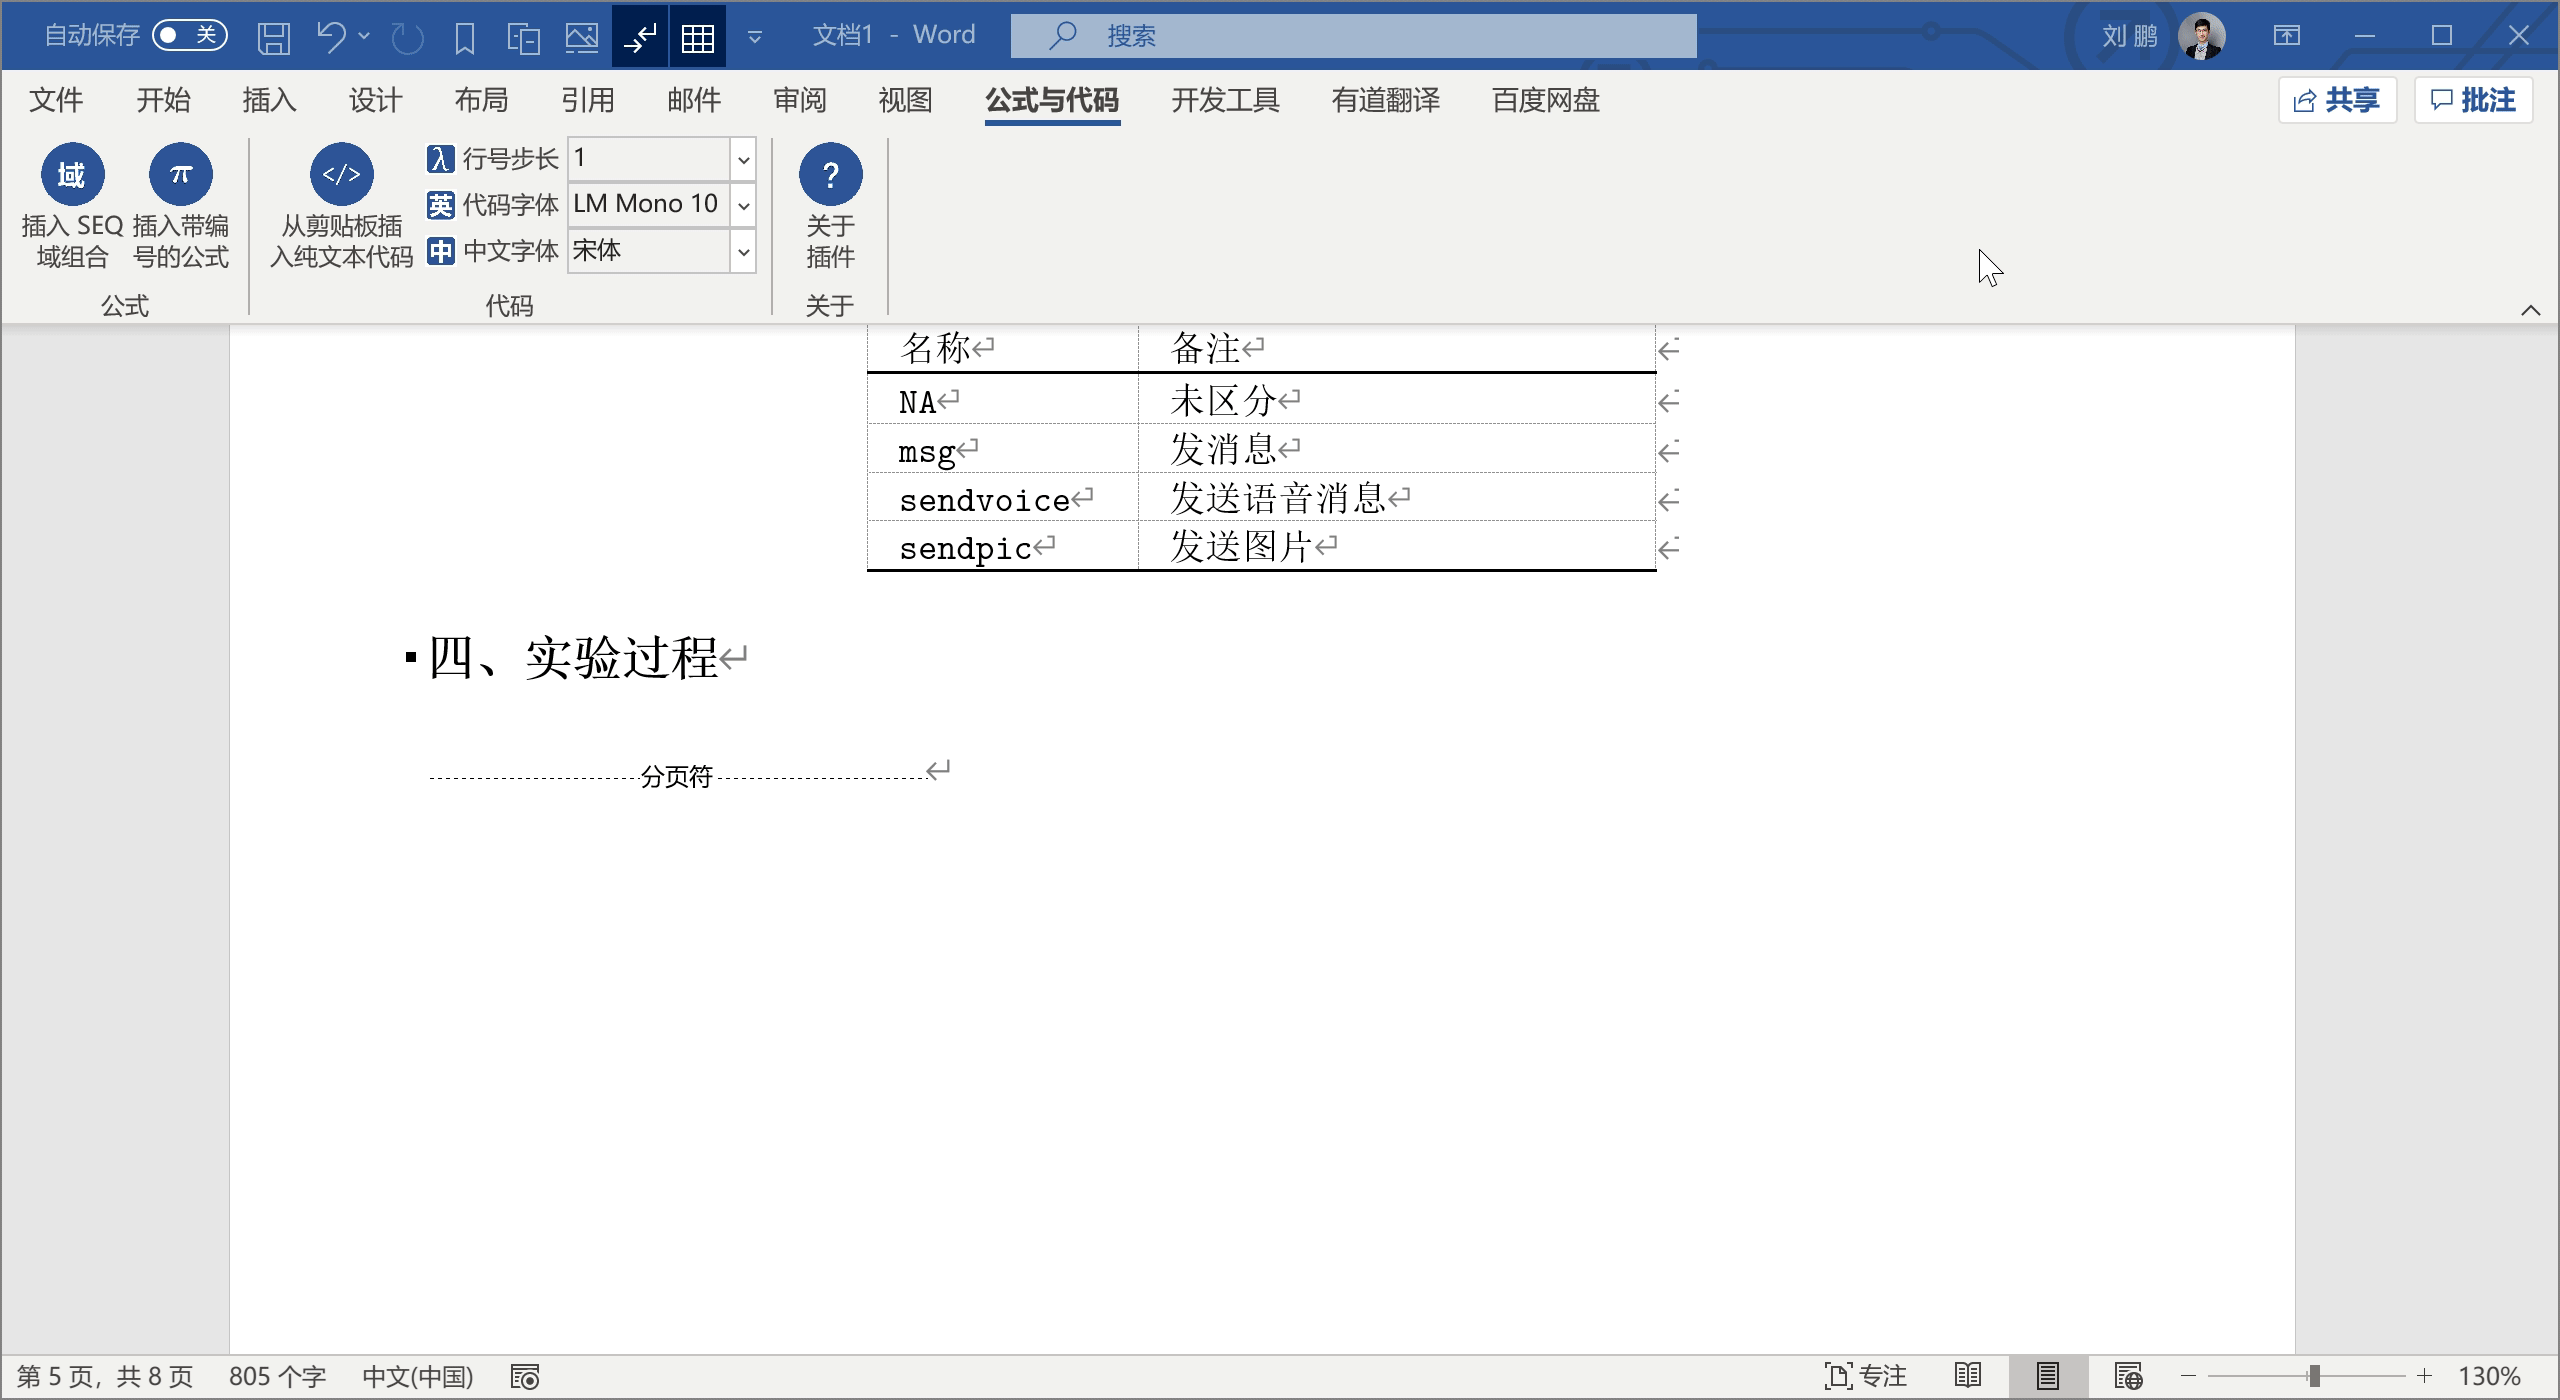 自动保存 关 文档1 - Word 搜索 刘 鹏
文件 开始 插入 设计 布局 引用 邮件 审阅 视图 公式与代码 开发工具 有道翻译 百度网盘 共享 批注
域 π </> λ 行号步长 1 ?
英 代码字体 LM Mono 10
插入 SEQ 插入带编 从剪贴板插 关于
域组合 号的公式 入纯文本代码 中 中文字体 宋体 插件
公式 代码 关于
名称 备注
NA 未区分
msg 发消息
sendvoice 发送语音消息
sendpic 发送图片
四、实验过程
分页符
第 5 页，共 8 页 805 个字 中文(中国) 专注 130%